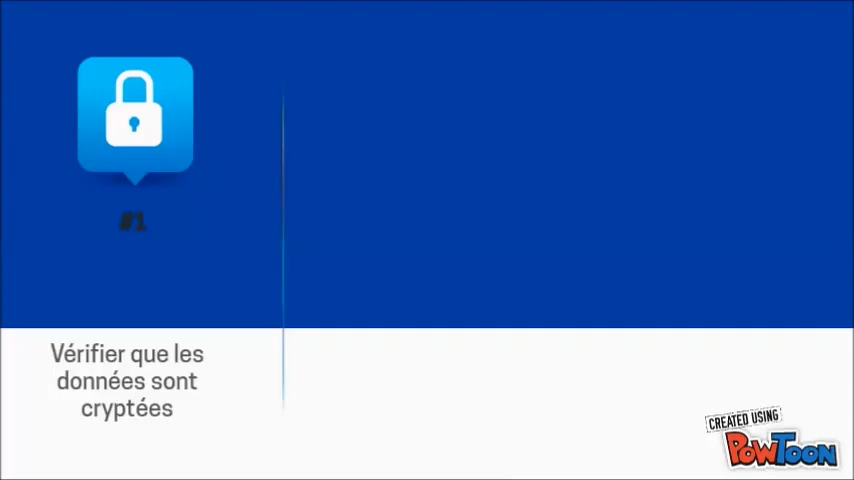 #1
Vérifier que les
données sont
cryptées
CREATED USING
POWTOON